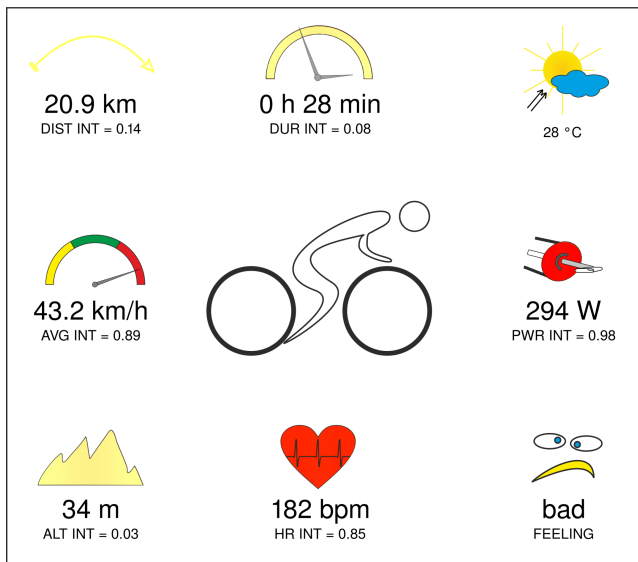 20.9 km
DIST INT = 0.14
0 h 28 min
DUR INT = 0.08
28 °C
43.2 km/h
AVG INT = 0.89
294 W
PWR INT = 0.98
34 m
ALT INT = 0.03
182 bpm
HR INT = 0.85
bad
FEELING